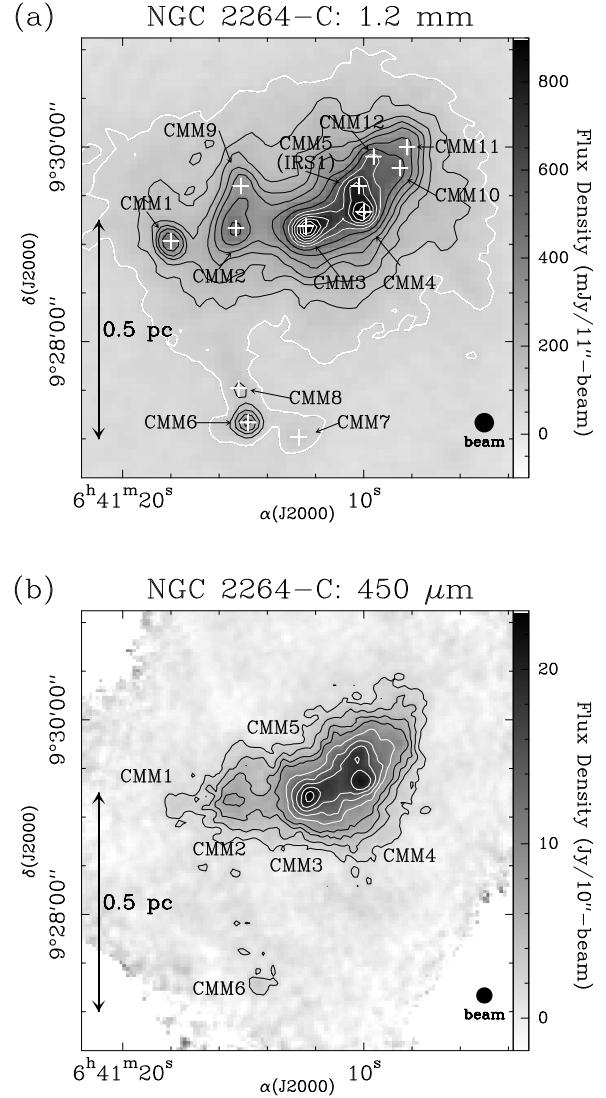 (a) NGC 2264−C: 1.2 mm
CMM9
CMM12
CMM5
(IRS1)
CMM11
CMM10
CMM1
CMM2
CMM3
CMM4
0.5 pc
CMM8
CMM6
CMM7
beam
9°30′00″
9°28′00″
δ(J2000)
6ʰ41ᵐ20ˢ
10ˢ
α(J2000)
800
600
400
200
0
Flux Density (mJy/11″−beam)
(b) NGC 2264−C: 450 μm
CMM5
CMM1
CMM2
CMM3
CMM4
0.5 pc
CMM6
beam
9°30′00″
9°28′00″
δ(J2000)
6ʰ41ᵐ20ˢ
10ˢ
α(J2000)
20
10
0
Flux Density (Jy/10″−beam)